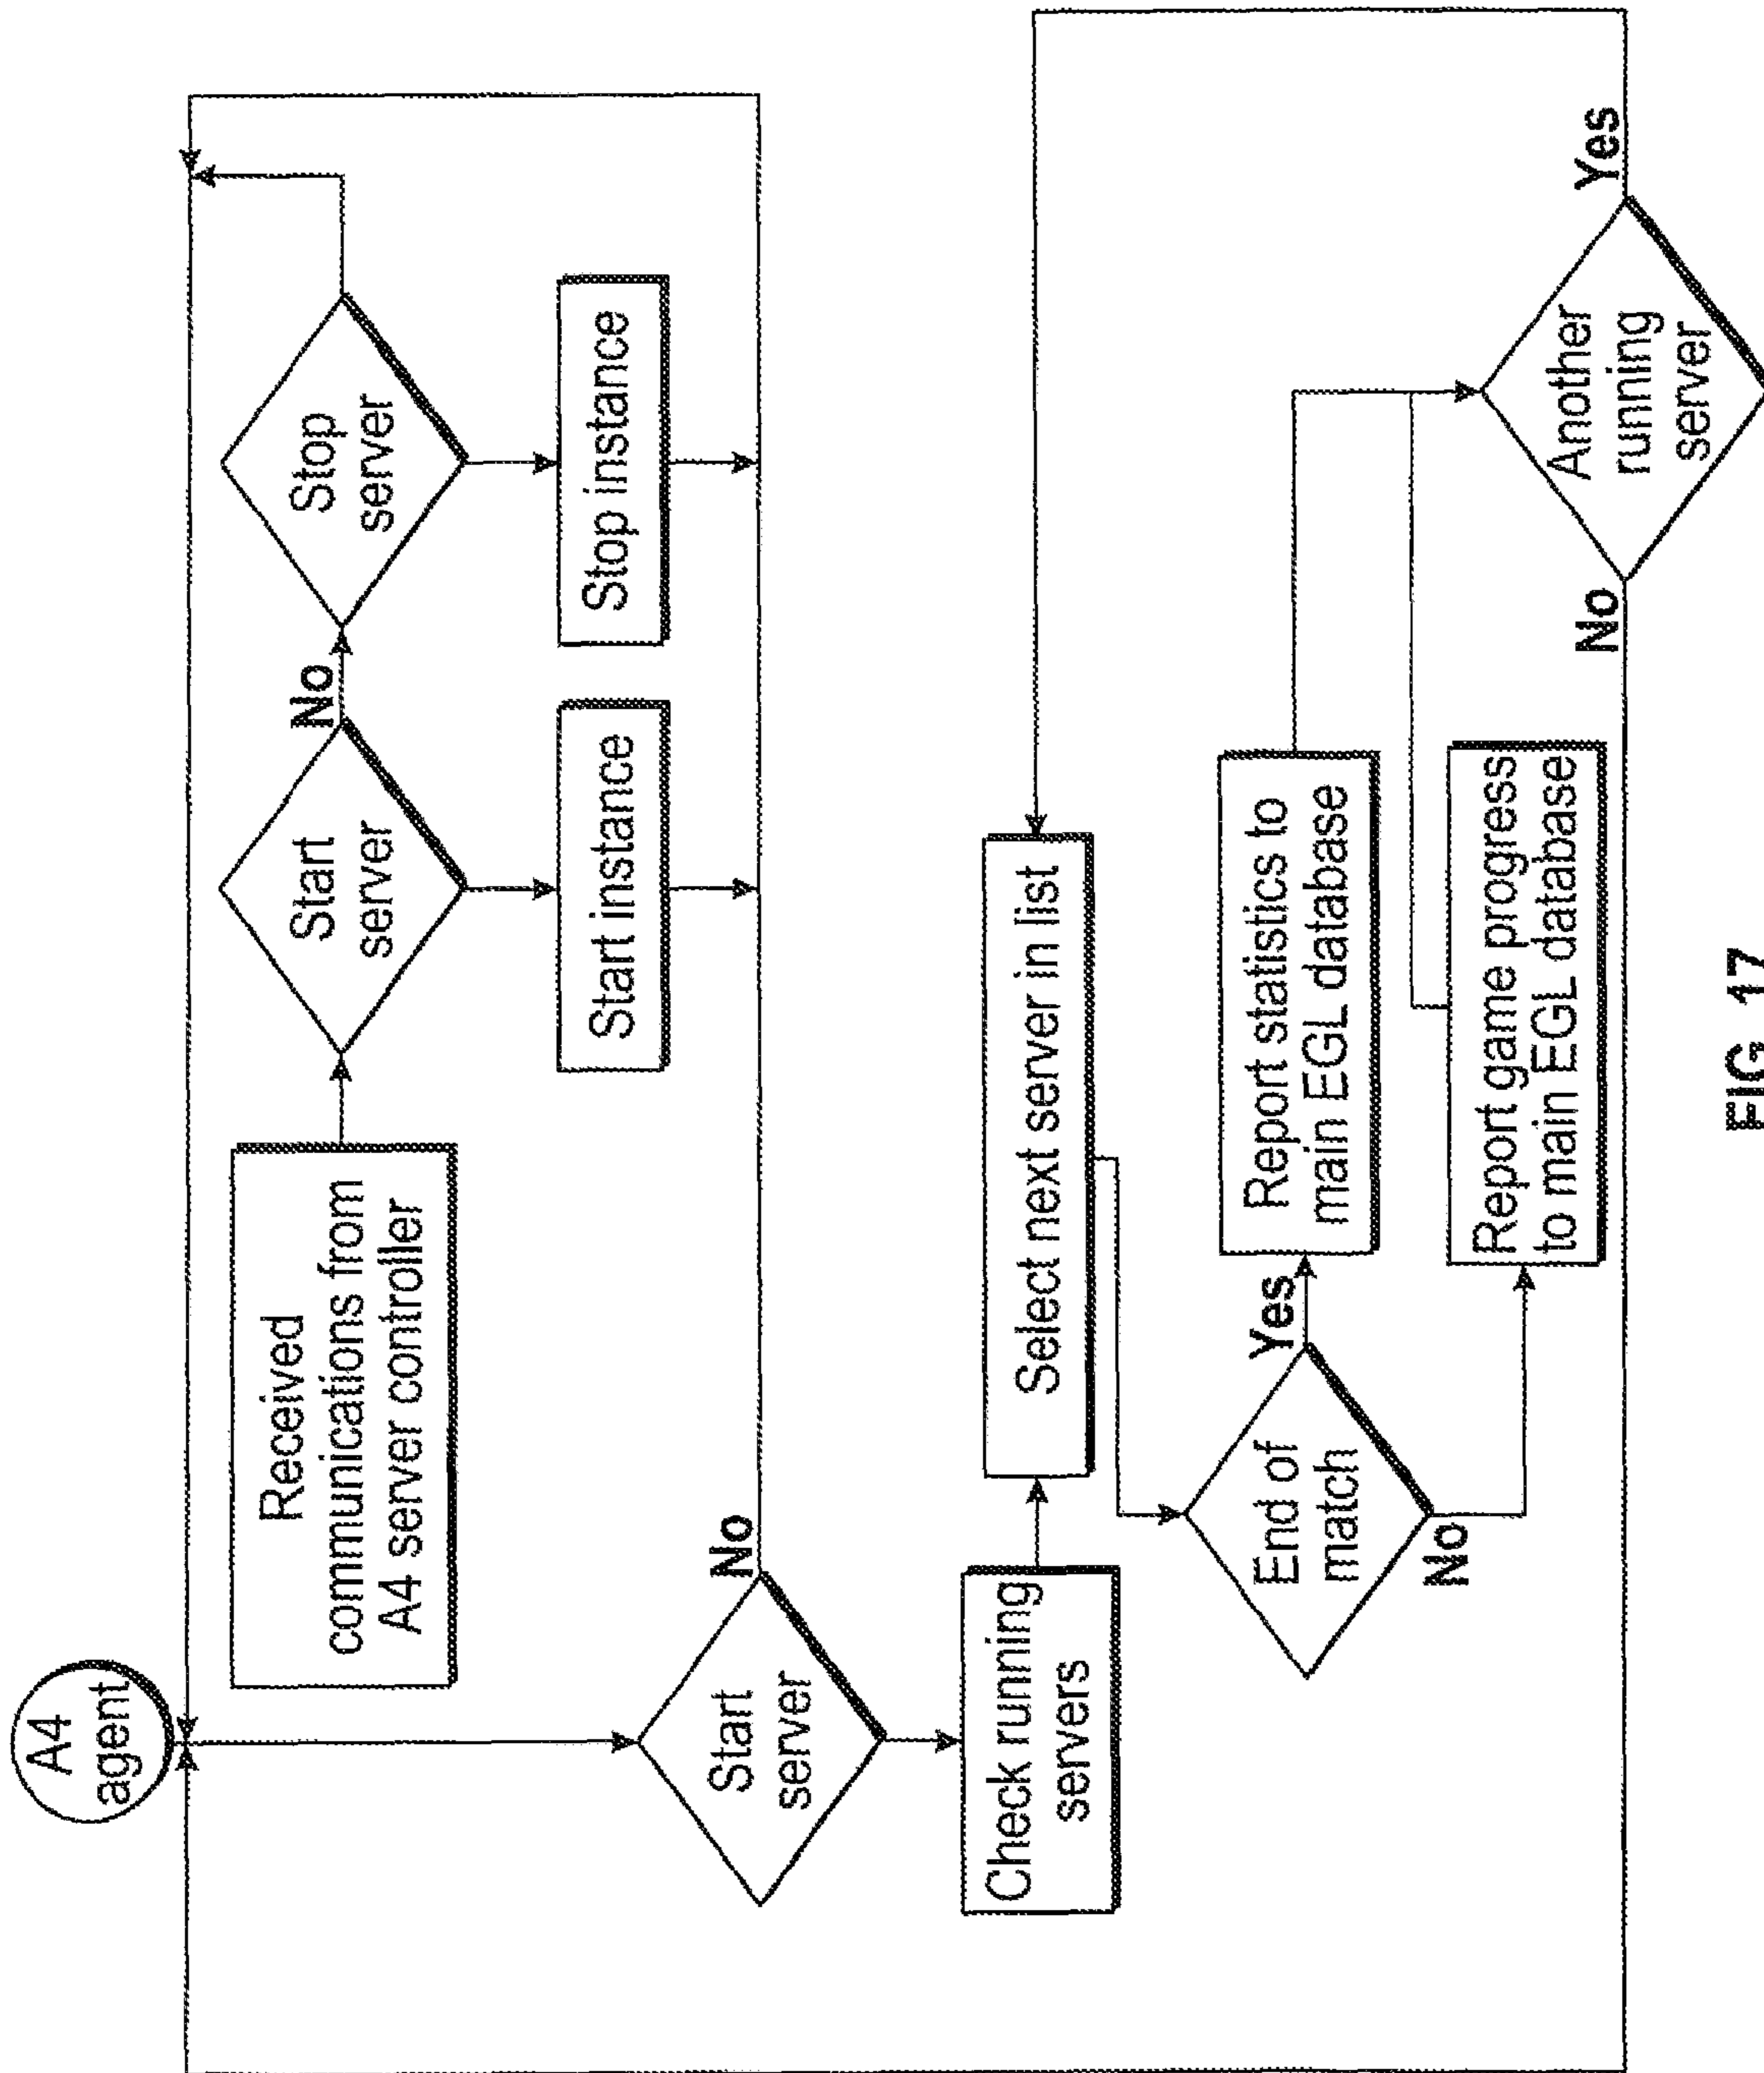 A4
agent
Received
communications from
A4 server controller
Start
server
No
Stop
server
Start instance
Stop instance
Start
server
No
Check running
servers
Select next server in list
End of
match
Yes
No
Report statistics to
main EGL database
Report game progress
to main EGL database
Another
running
server
Yes
No
FIG. 17